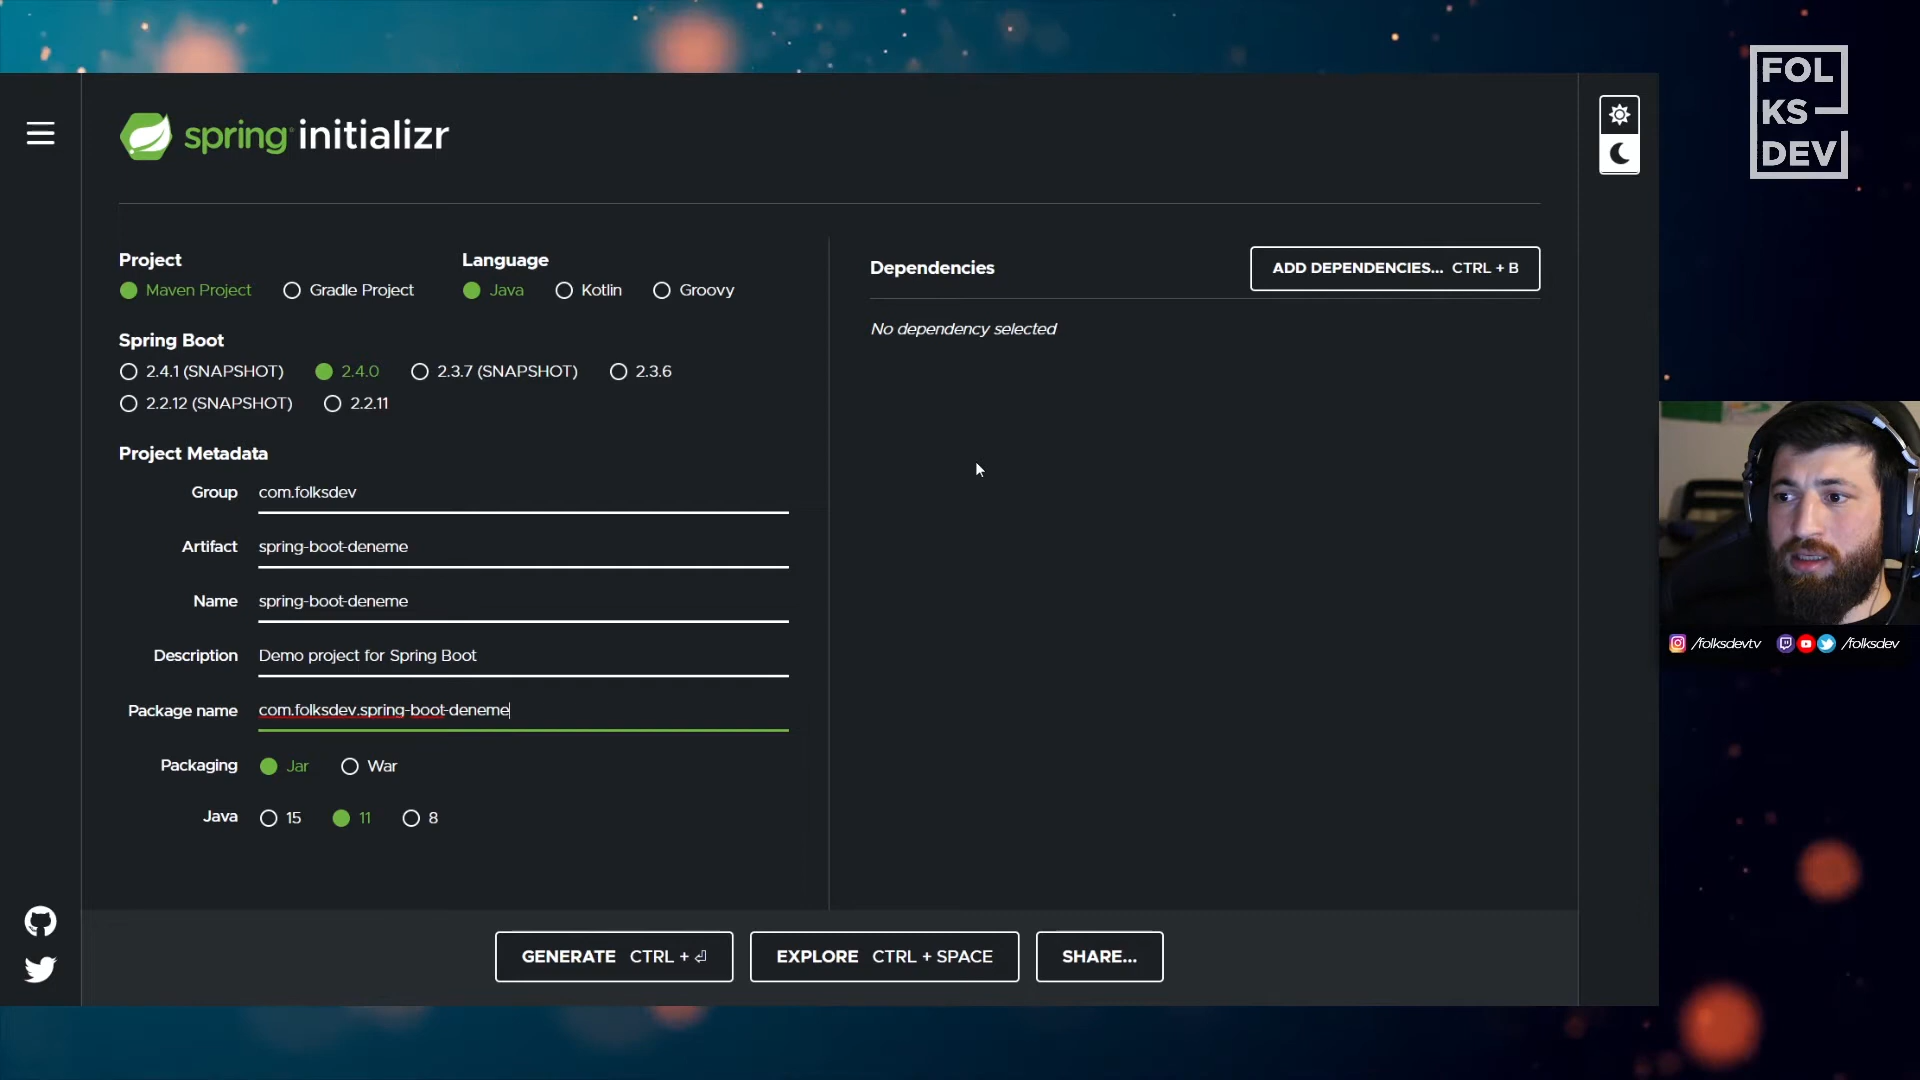 FOL
KS
DEV
spring initializr
Project
Maven Project
Gradle Project
Language
Java
Kotlin
Groovy
Spring Boot
2.4.1 (SNAPSHOT)
2.4.0
2.3.7 (SNAPSHOT)
2.3.6
2.2.12 (SNAPSHOT)
2.2.11
Project Metadata
Group
com.folksdev
Artifact
spring-boot-deneme
Name
spring-boot-deneme
Description
Demo project for Spring Boot
Package name
com.folksdev.spring-boot-deneme
Packaging
Jar
War
Java
15
11
8
Dependencies
ADD DEPENDENCIES... CTRL + B
No dependency selected
/folksdevtv
/folksdev
GENERATE CTRL + ⏎
EXPLORE CTRL + SPACE
SHARE...